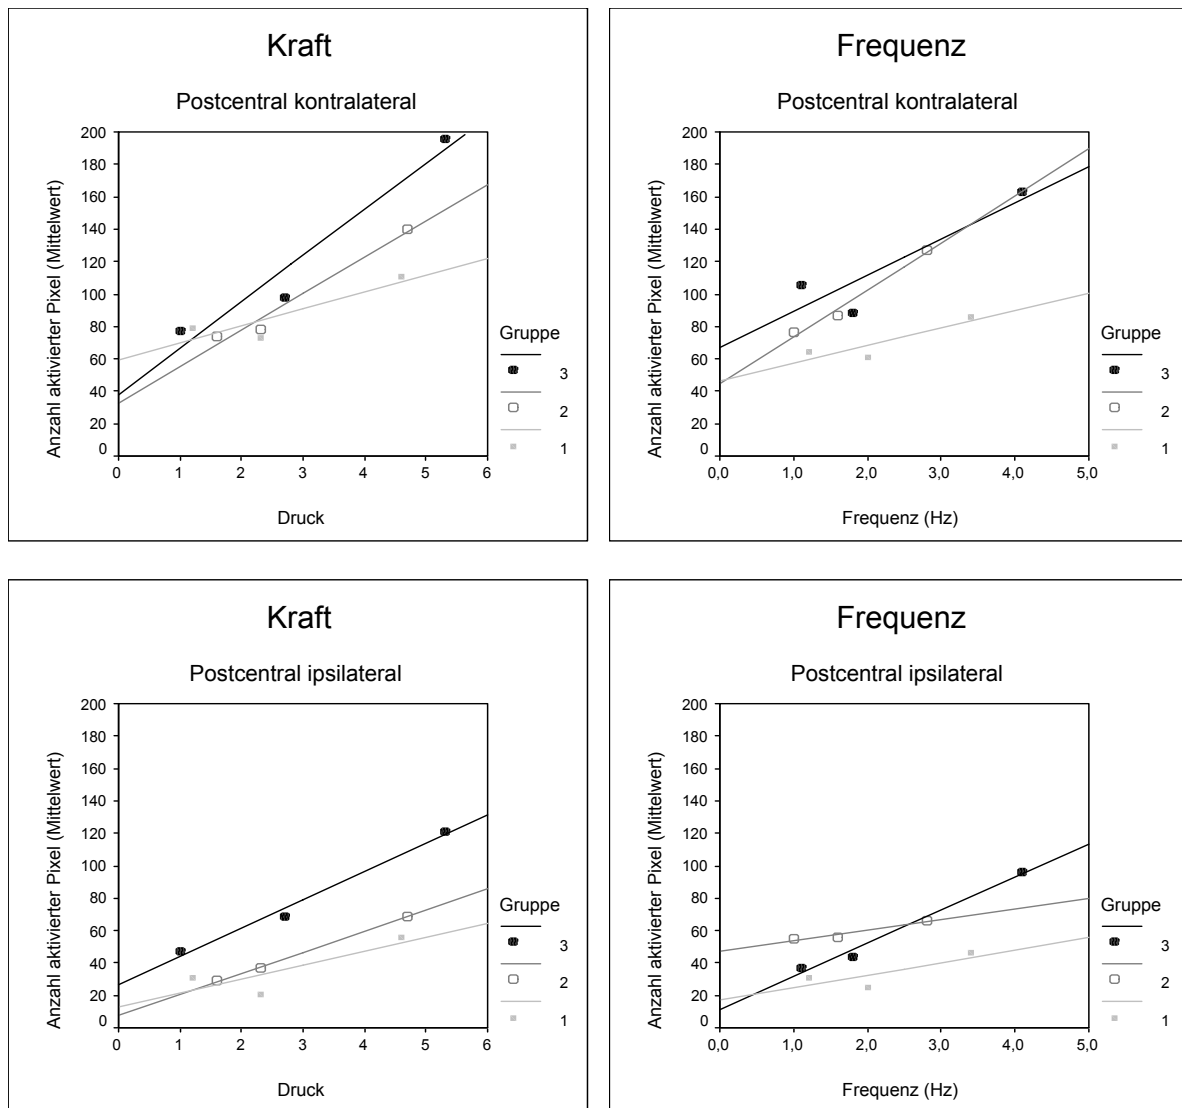 Kraft
Postcentral kontralateral
Anzahl aktivierter Pixel (Mittelwert)
200
180
160
140
120
100
80
60
40
20
0
0 1 2 3 4 5 6
Druck
Gruppe
3
2
1
Frequenz
Postcentral kontralateral
Anzahl aktivierter Pixel (Mittelwert)
200
180
160
140
120
100
80
60
40
20
0
0,0 1,0 2,0 3,0 4,0 5,0
Frequenz (Hz)
Gruppe
3
2
1
Kraft
Postcentral ipsilateral
Anzahl aktivierter Pixel (Mittelwert)
200
180
160
140
120
100
80
60
40
20
0
0 1 2 3 4 5 6
Druck
Gruppe
3
2
1
Frequenz
Postcentral ipsilateral
Anzahl aktivierter Pixel (Mittelwert)
200
180
160
140
120
100
80
60
40
20
0
0,0 1,0 2,0 3,0 4,0 5,0
Frequenz (Hz)
Gruppe
3
2
1